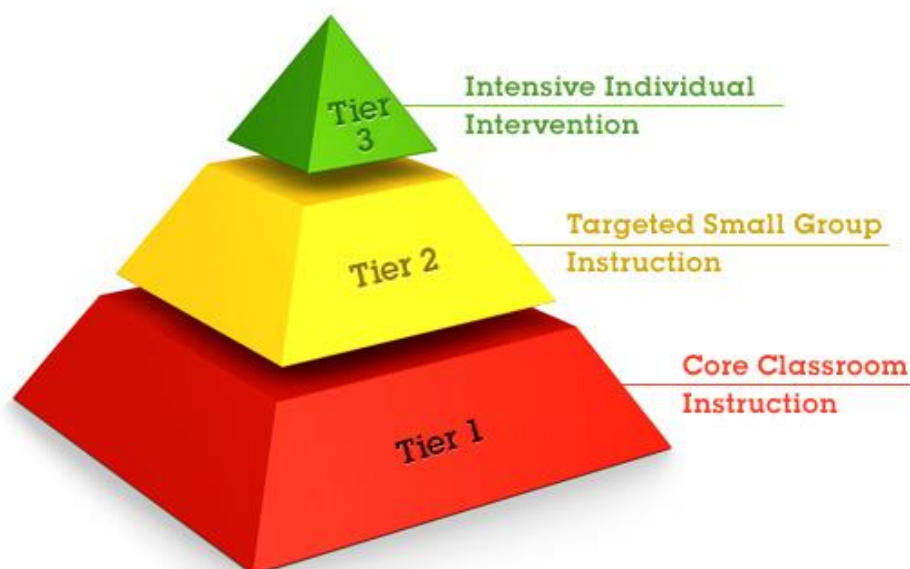 Tier
3
Intensive Individual
Intervention
Tier 2
Targeted Small Group
Instruction
Tier 1
Core Classroom
Instruction